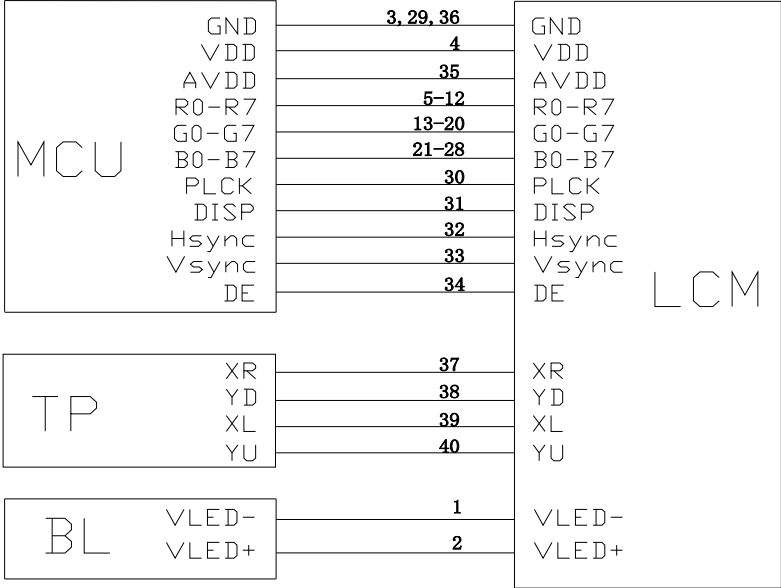 GND 3,29,36 GND
VDD 4 VDD
AVDD 35 AVDD
R0-R7 5-12 R0-R7
G0-G7 13-20 G0-G7
MCU B0-B7 21-28 B0-B7
PLCK 30 PLCK
DISP 31 DISP
Hsync 32 Hsync
Vsync 33 Vsync
LCM
DE 34 DE
XR 37 XR
YD 38 YD
TP
XL 39 XL
YU 40 YU
VLED- 1 VLED-
BL
VLED+ 2 VLED+